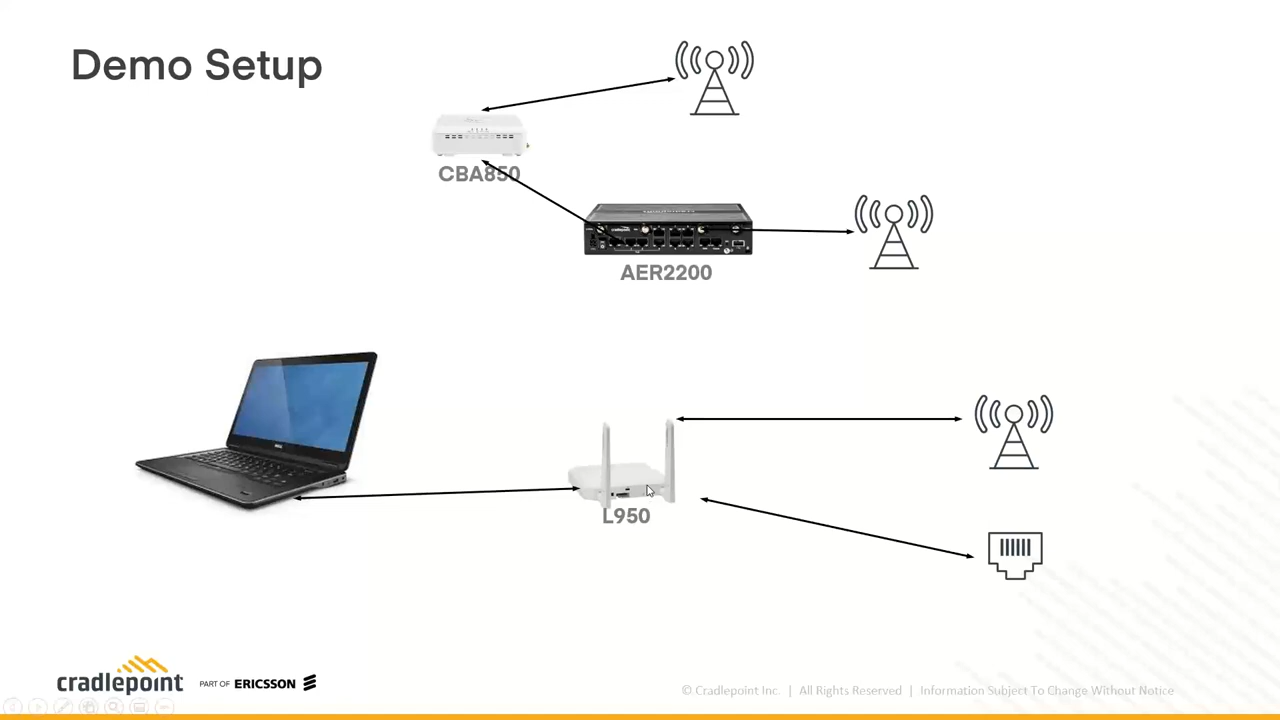 Demo Setup
CBA850
AER2200
L950
cradlepoint
PART OF ERICSSON
© Cradlepoint Inc. | All Rights Reserved | Information Subject To Change Without Notice